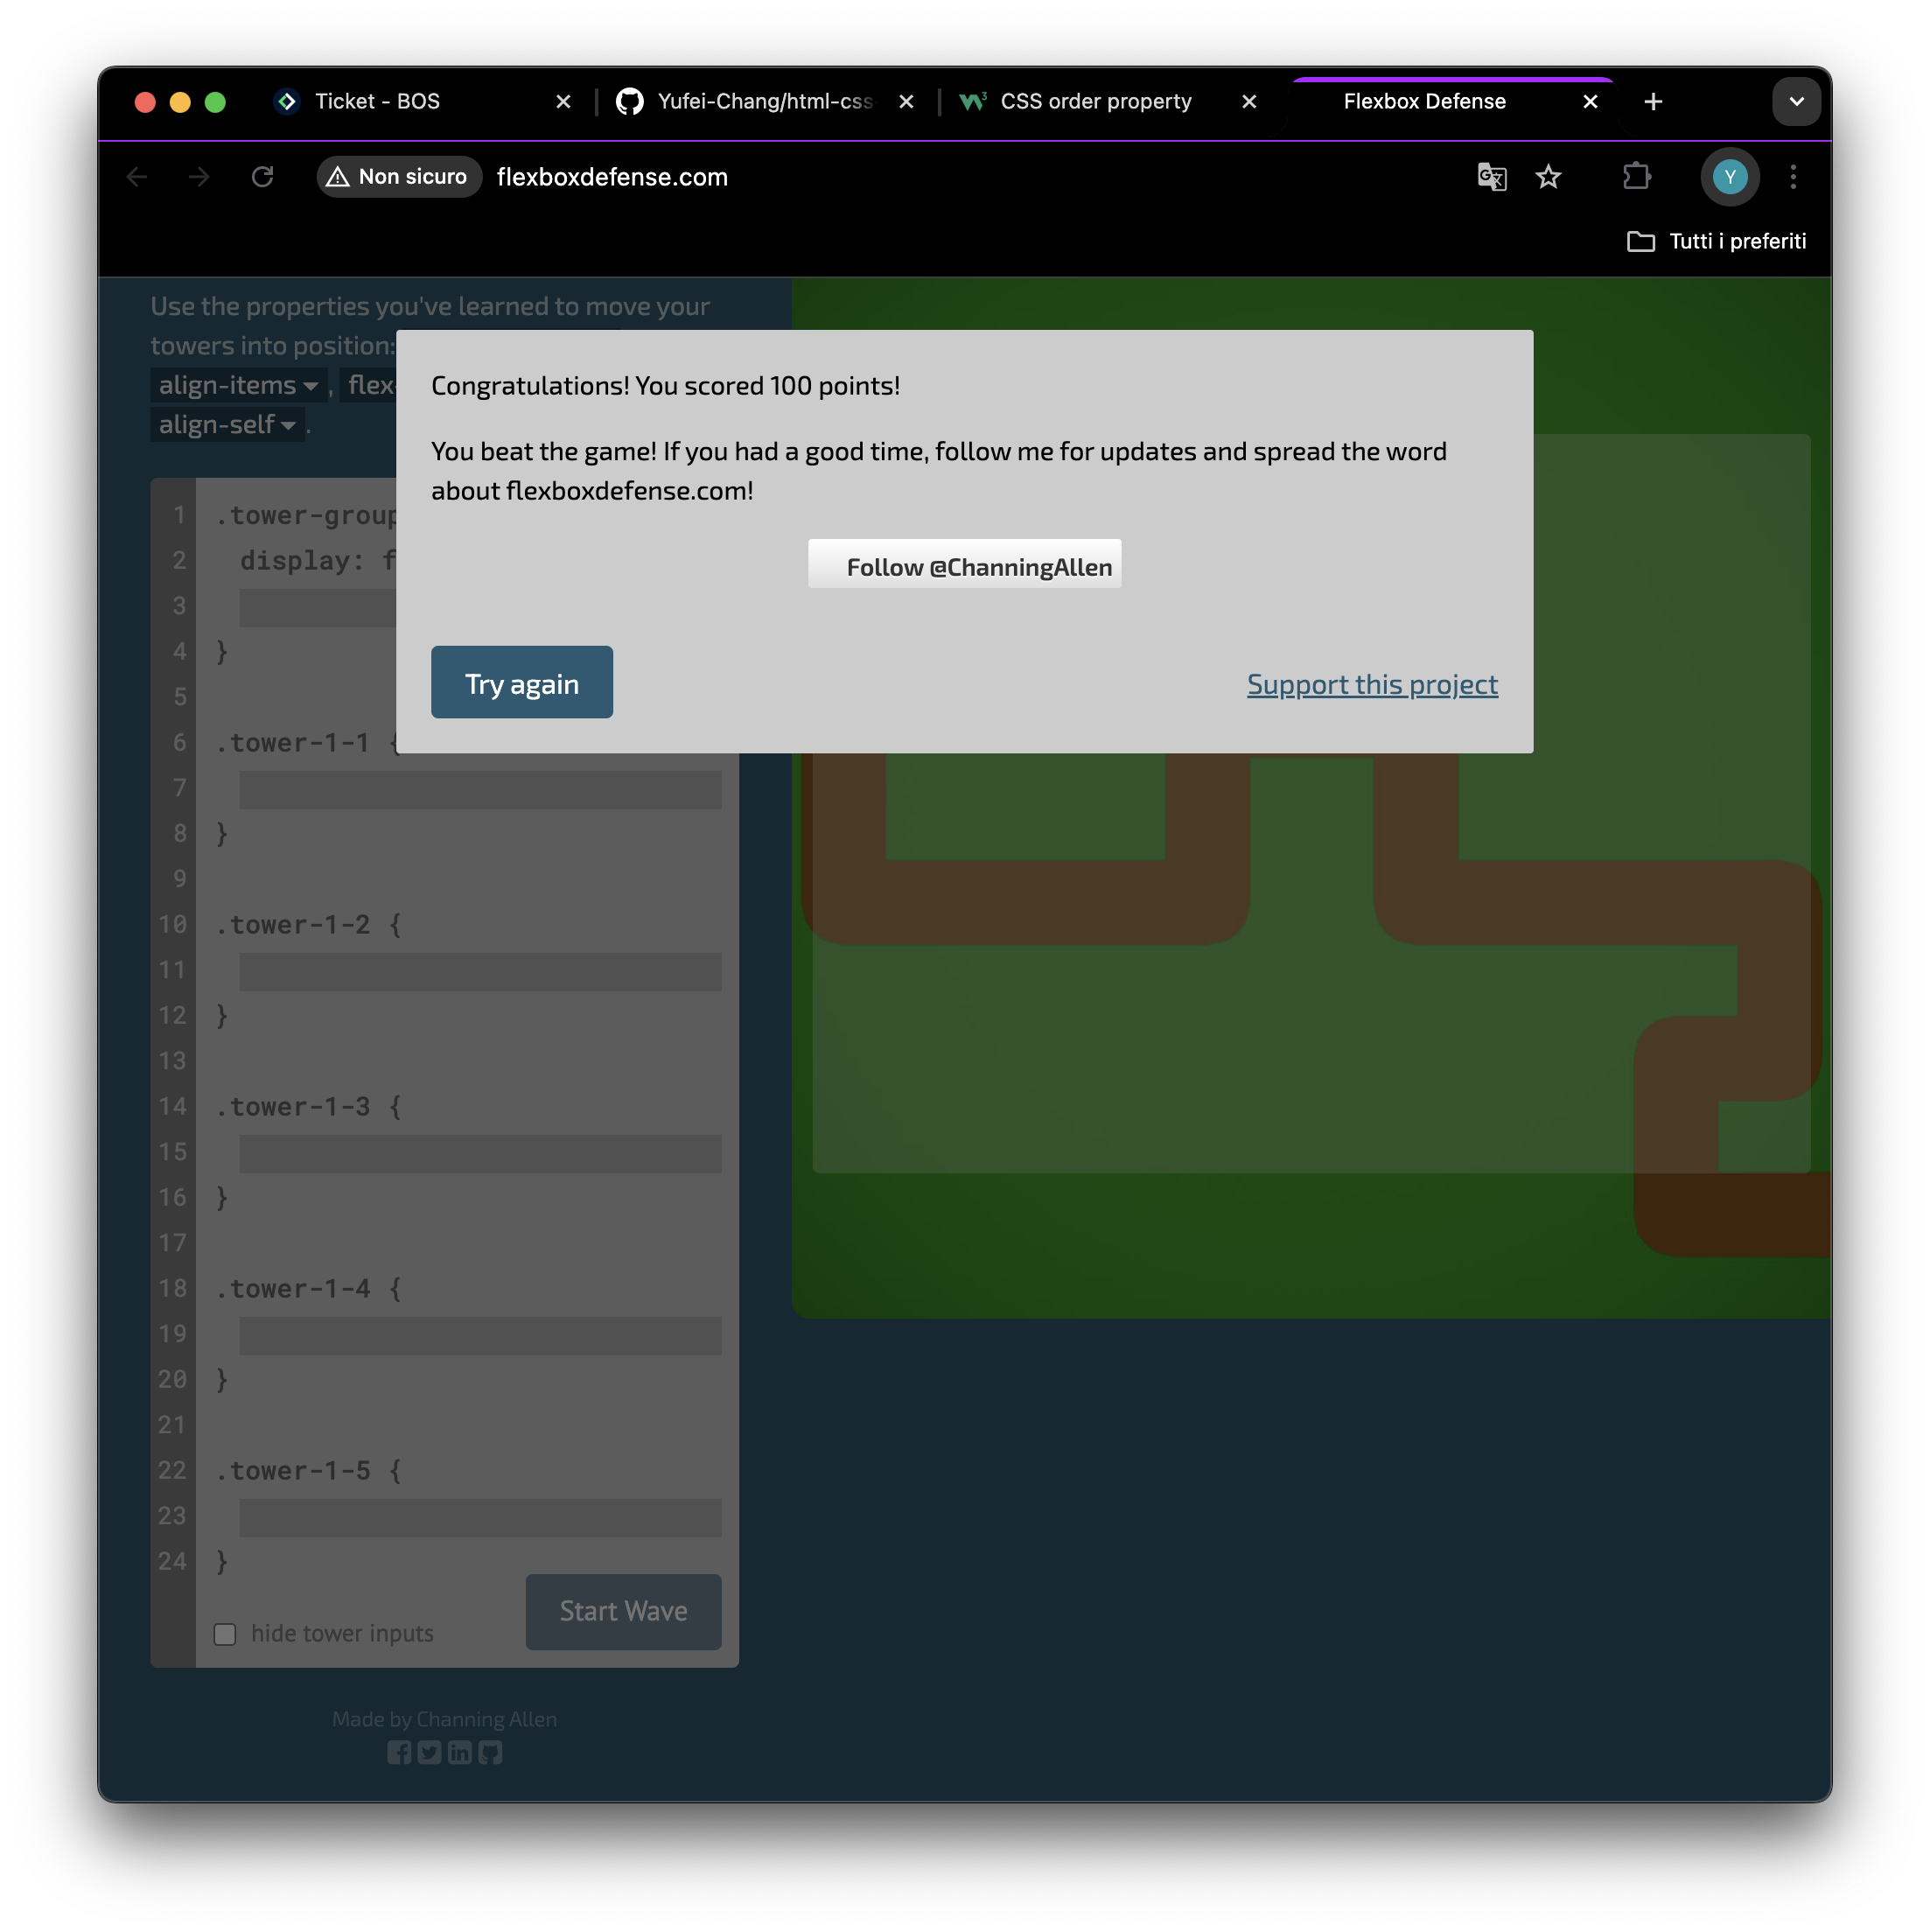 Ticket - BOS
Yufei-Chang/html-css
CSS order property
Flexbox Defense
Non sicuro
flexboxdefense.com
Y
Tutti i preferiti
Use the properties you've learned to move your
towers into position:
align-items , flex-
align-self .
Congratulations! You scored 100 points!
You beat the game! If you had a good time, follow me for updates and spread the word
about flexboxdefense.com!
Follow @ChanningAllen
Try again
Support this project
1 .tower-group
2 display: f
3
4 }
5
6 .tower-1-1 {
7
8 }
9
10 .tower-1-2 {
11
12 }
13
14 .tower-1-3 {
15
16 }
17
18 .tower-1-4 {
19
20 }
21
22 .tower-1-5 {
23
24 }
hide tower inputs
Start Wave
Made by Channing Allen